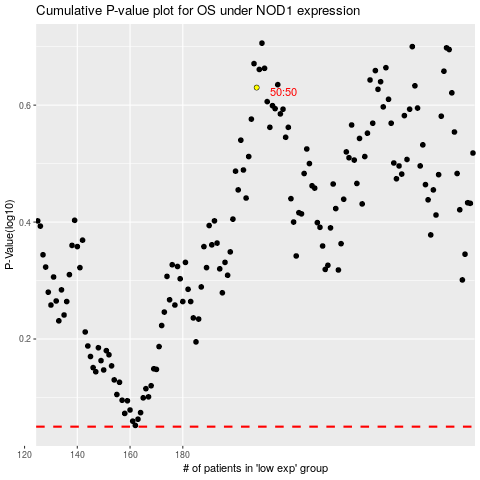 Cumulative P-value plot for OS under NOD1 expression
P-Value(log10)
0.6
0.4
0.2
50:50
120 140 160 180
# of patients in 'low exp' group